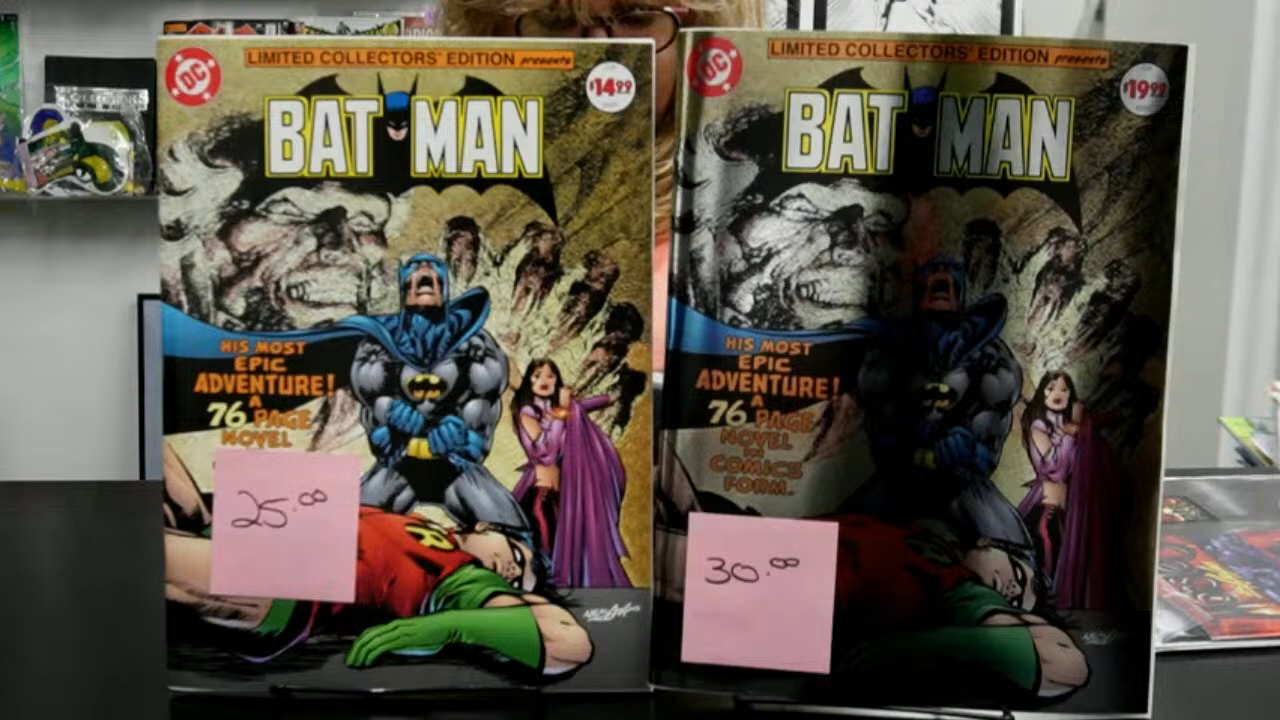 LIMITED COLLECTORS' EDITION presents
DC
$14.99
BATMAN
HIS MOST
EPIC
ADVENTURE!
A
76 PAGE
NOVEL
25.00
LIMITED COLLECTORS' EDITION presents
DC
$19.99
BATMAN
HIS MOST
EPIC
ADVENTURE!
A
76 PAGE
NOVEL
IN
COMICS
FORM.
30.00